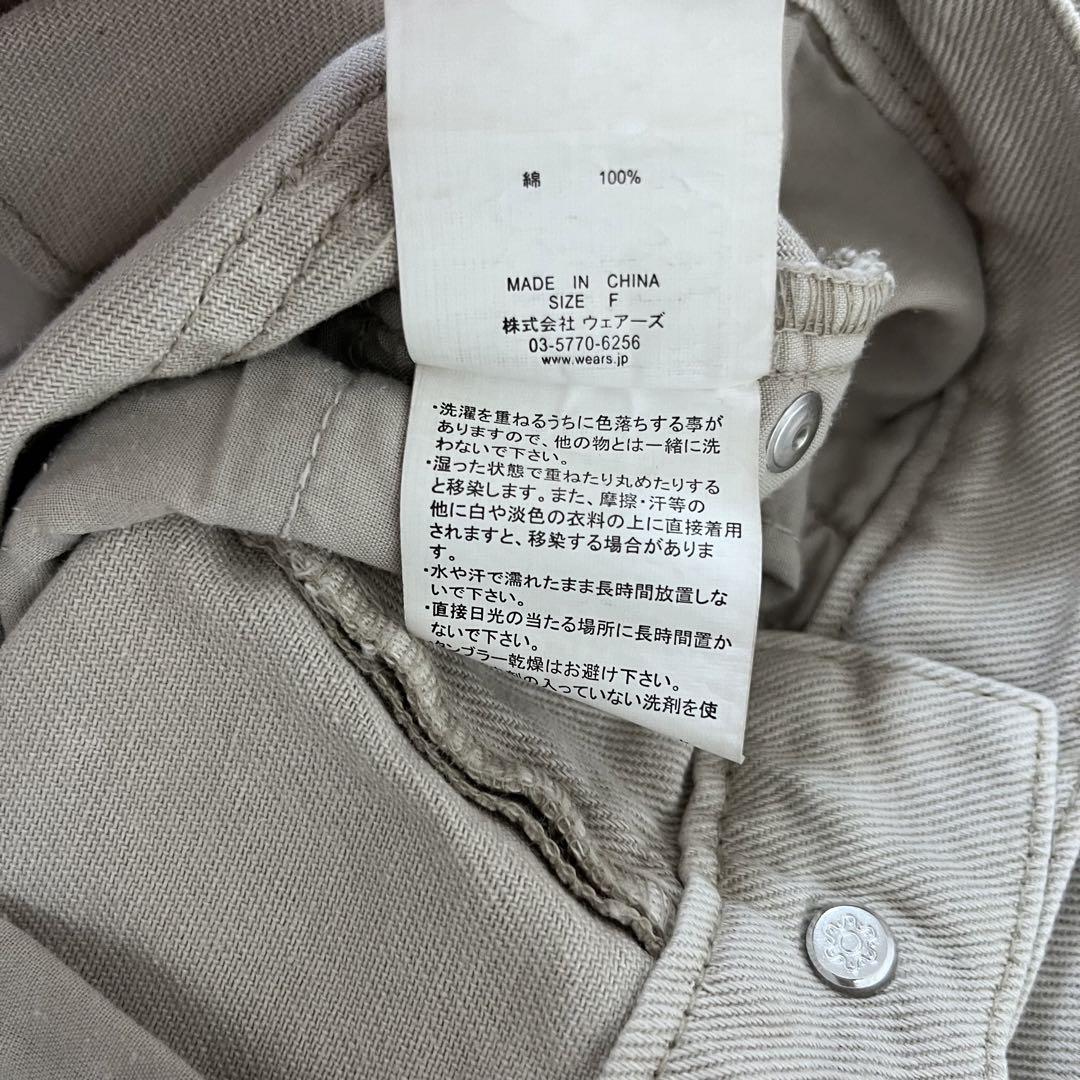 綿 100%
MADE IN CHINA
SIZE F
株式会社 ウェアーズ
03-5770-6256
www.wears.jp
・洗濯を重ねるうちに色落ちする事が
ありますので、他の物とは一緒に洗
わないで下さい。
・湿った状態で重ねたり丸めたりする
と移染します。また、摩擦・汗等の
他に白や淡色の衣料の上に直接着用
されますと、移染する場合がありま
す。
・水や汗で濡れたまま長時間放置しな
いで下さい。
・直接日光の当たる場所に長時間置か
ないで下さい。
・タンブラー乾燥はお避け下さい。
の入っていない洗剤を使